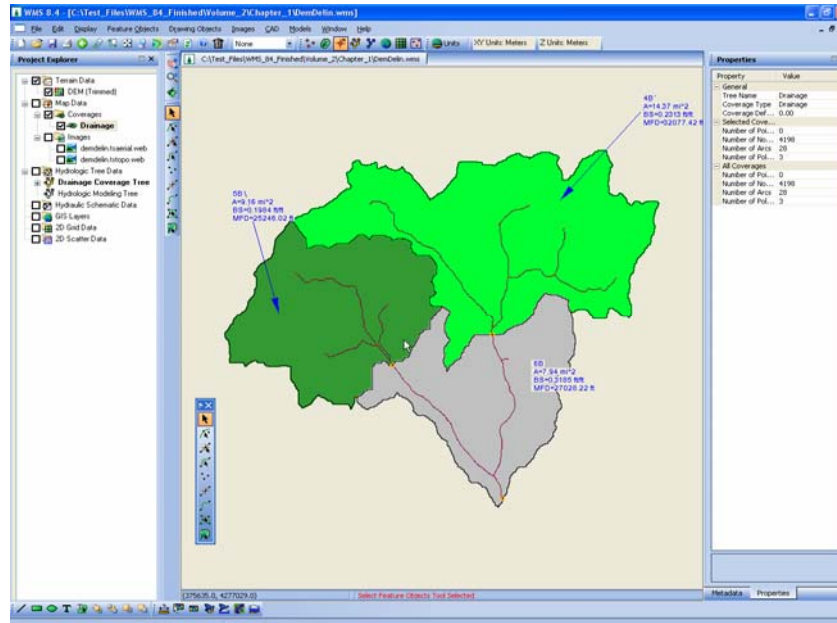 WMS 8.4 - [C:\Test_Files\WMS_84_Finished\Volume_2\Chapter_1\DemDelin.wms]
File Edit Display Feature Objects Drawing Objects Images CAD Models Window Help
None
Units XY Units: Meters Z Units: Meters
Project Explorer
Terrain Data
DEM (Trimmed)
Map Data
Coverages
Drainage
Images
demdelin.tsaerial.web
demdelin.tstopo.web
Hydrologic Tree Data
Drainage Coverage Tree
Hydrologic Modeling Tree
Hydraulic Schematic Data
GIS Layers
2D Grid Data
2D Scatter Data
C:\Test_Files\WMS_84_Finished\Volume_2\Chapter_1\DemDelin.wms
4B
A=14.37 mi^2
BS=0.2013 ft/ft
MFD=32077.42 ft
5B
A=9.16 mi^2
BS=0.1984 ft/ft
MFD=25246.02 ft
6B
A=7.94 mi^2
BS=0.3185 ft/ft
MFD=27028.22 ft
(375635.0, 4277029.0)
Select Feature Objects Tool Selected
Properties
Property Value
General
Tree Name Drainage
Coverage Type Drainage
Coverage Def... 0.00
Selected Cove...
Number of Poi... 0
Number of No... 4198
Number of Arcs 28
Number of Pol... 3
All Coverages
Number of Poi... 0
Number of No... 4198
Number of Arcs 28
Number of Pol... 3
Metadata Properties